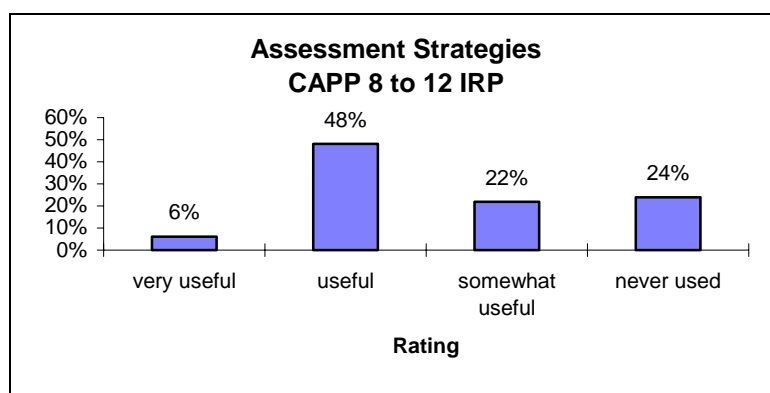 Assessment Strategies
CAPP 8 to 12 IRP
60%
50%
40%
30%
20%
10%
0%
6%
48%
22%
24%
very useful
useful
somewhat
useful
never used
Rating